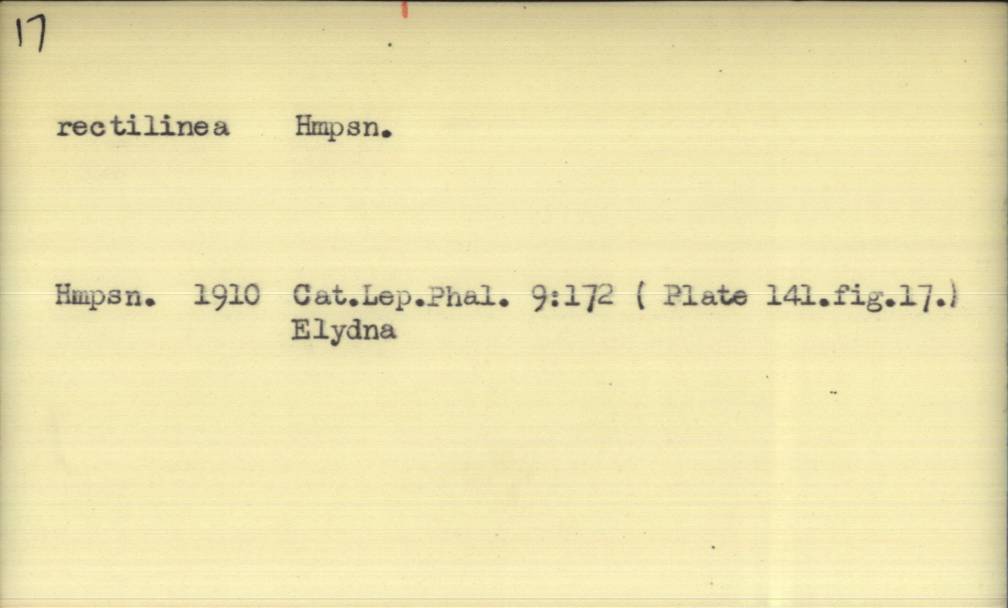 17
rectilinea Hmpsn.
Hmpsn. 1910 Cat.Lep.Phal. 9:172 ( Plate 141.fig.17.)
Elydna